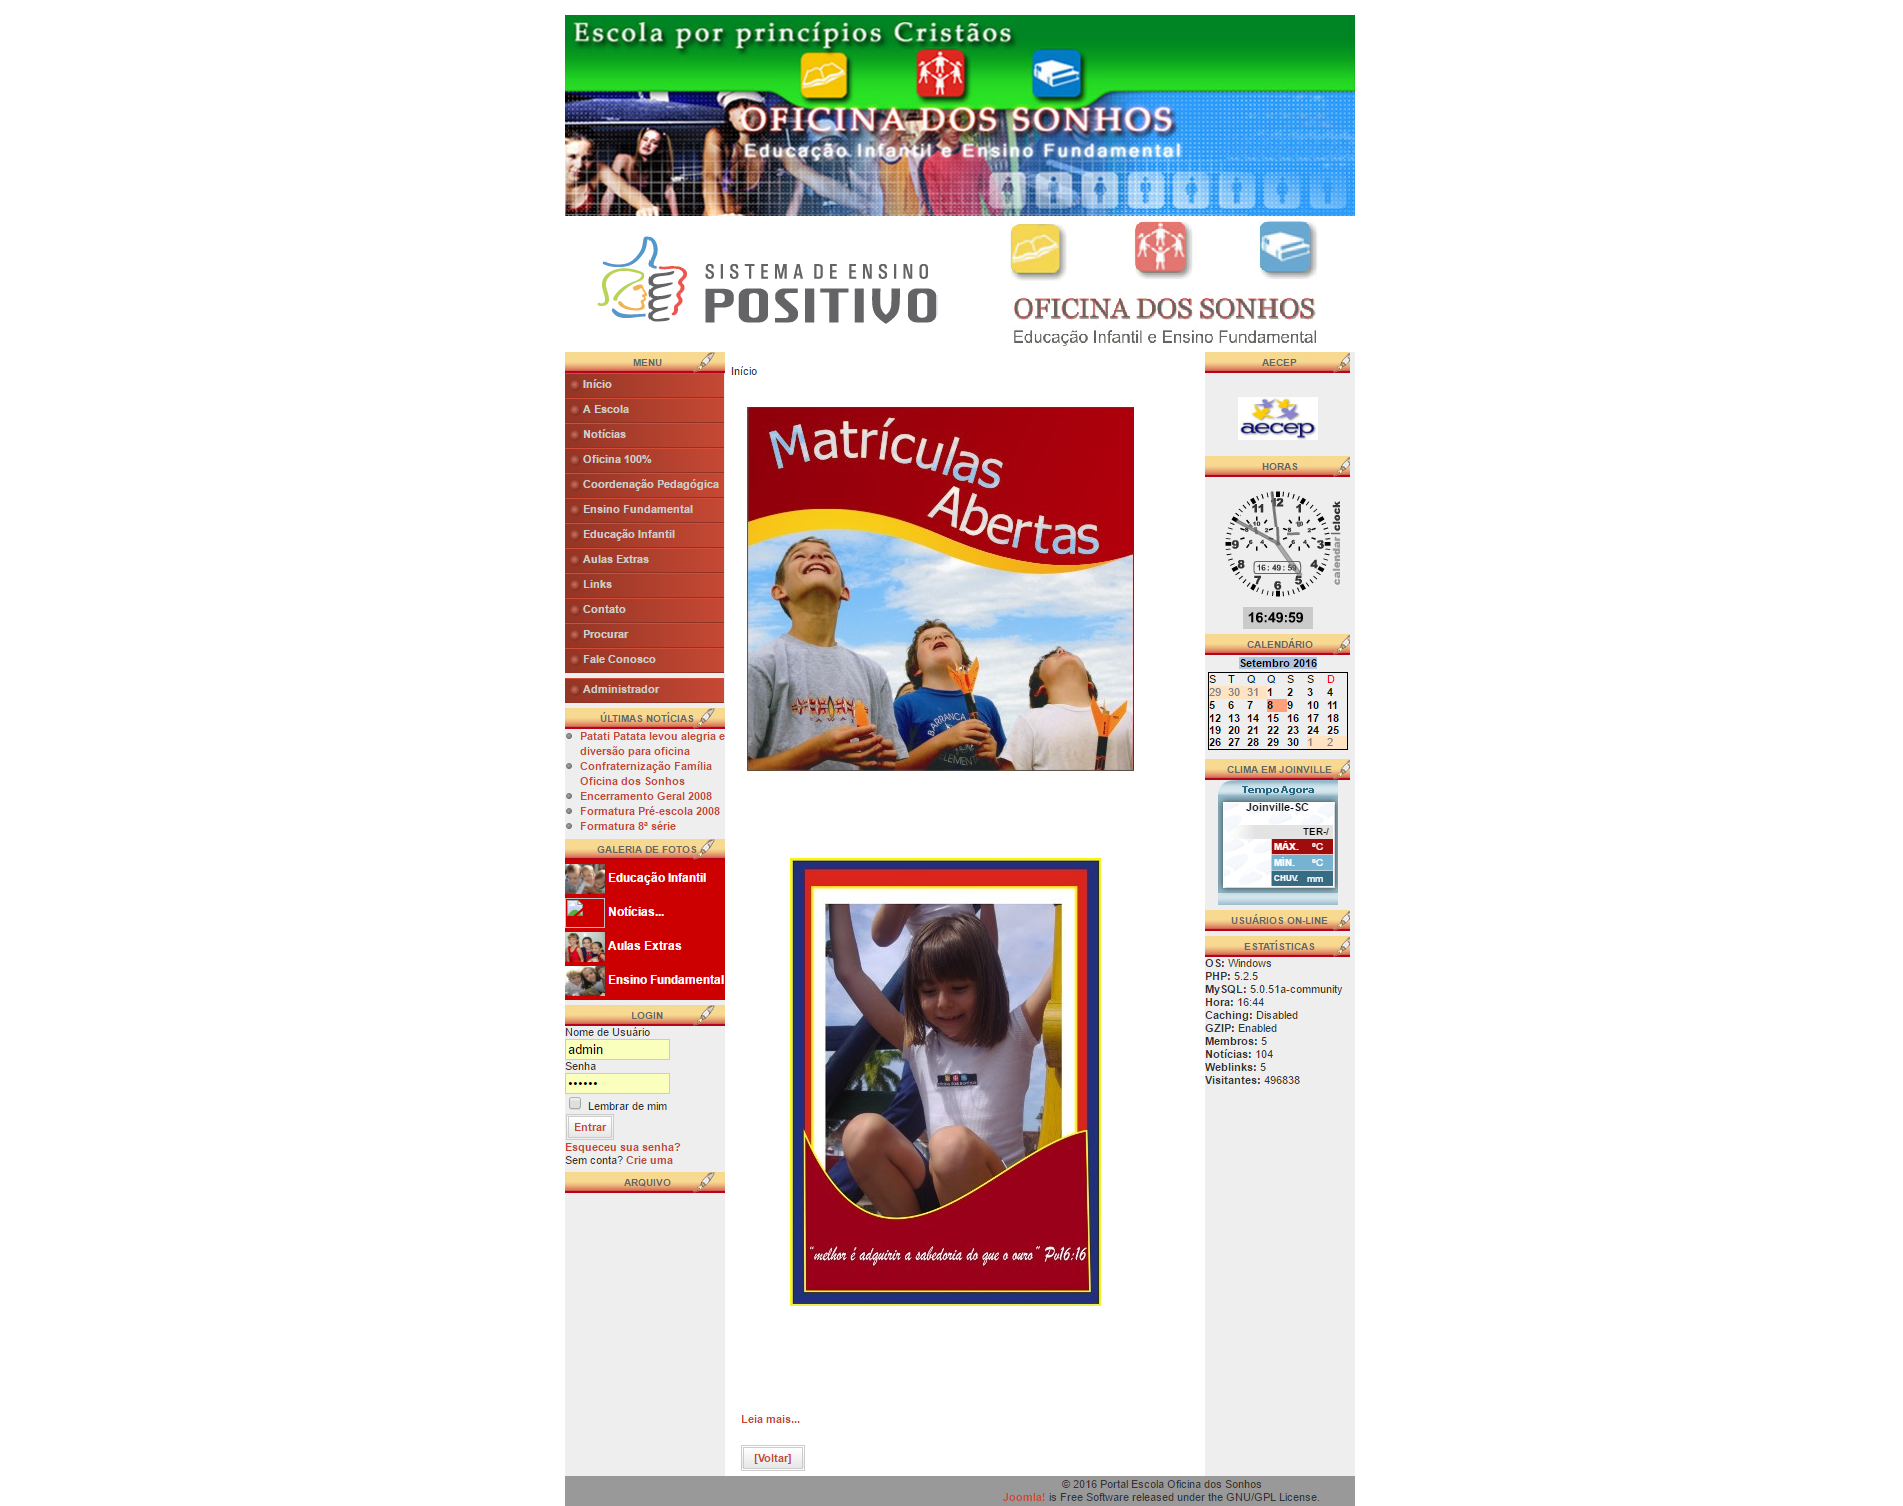 Escola por princípios Cristãos
OFICINA DOS SONHOS
Educação Infantil e Ensino Fundamental
SISTEMA DE ENSINO
POSITIVO
OFICINA DOS SONHOS
Educação Infantil e Ensino Fundamental
MENU
Início
A Escola
Notícias
Oficina 100%
Coordenação Pedagógica
Ensino Fundamental
Educação Infantil
Aulas Extras
Links
Contato
Procurar
Fale Conosco
Administrador
ÚLTIMAS NOTÍCIAS
Patati Patata levou alegria e
diversão para oficina
Confraternização Família
Oficina dos Sonhos
Encerramento Geral 2008
Formatura Pré-escola 2008
Formatura 8ª série
GALERIA DE FOTOS
Educação Infantil
Notícias...
Aulas Extras
Ensino Fundamental
LOGIN
Nome de Usuário
admin
Senha
••••••
Lembrar de mim
Entrar
Esqueceu sua senha?
Sem conta? Crie uma
ARQUIVO
Início
Matrículas
Abertas
BARRANCA
"melhor é adquirir a sabedoria do que o ouro" Pv16:16
Leia mais...
[Voltar]
AECEP
aecep
HORAS
12
1
2
3
4
5
6
7
8
9
10
11
16:49:59
calendar|clock
16:49:59
CALENDÁRIO
Setembro 2016
S T Q Q S S D
29 30 31 1 2 3 4
5 6 7 8 9 10 11
12 13 14 15 16 17 18
19 20 21 22 23 24 25
26 27 28 29 30 1 2
CLIMA EM JOINVILLE
TempoAgora
Joinville-SC
TER-/
MÁX. ºC
MÍN. ºC
CHUV. mm
USUÁRIOS ON-LINE
ESTATÍSTICAS
OS: Windows
PHP: 5.2.5
MySQL: 5.0.51a-community
Hora: 16:44
Caching: Disabled
GZIP: Enabled
Membros: 5
Notícias: 104
Weblinks: 5
Visitantes: 496838
© 2016 Portal Escola Oficina dos Sonhos
Joomla! is Free Software released under the GNU/GPL License.